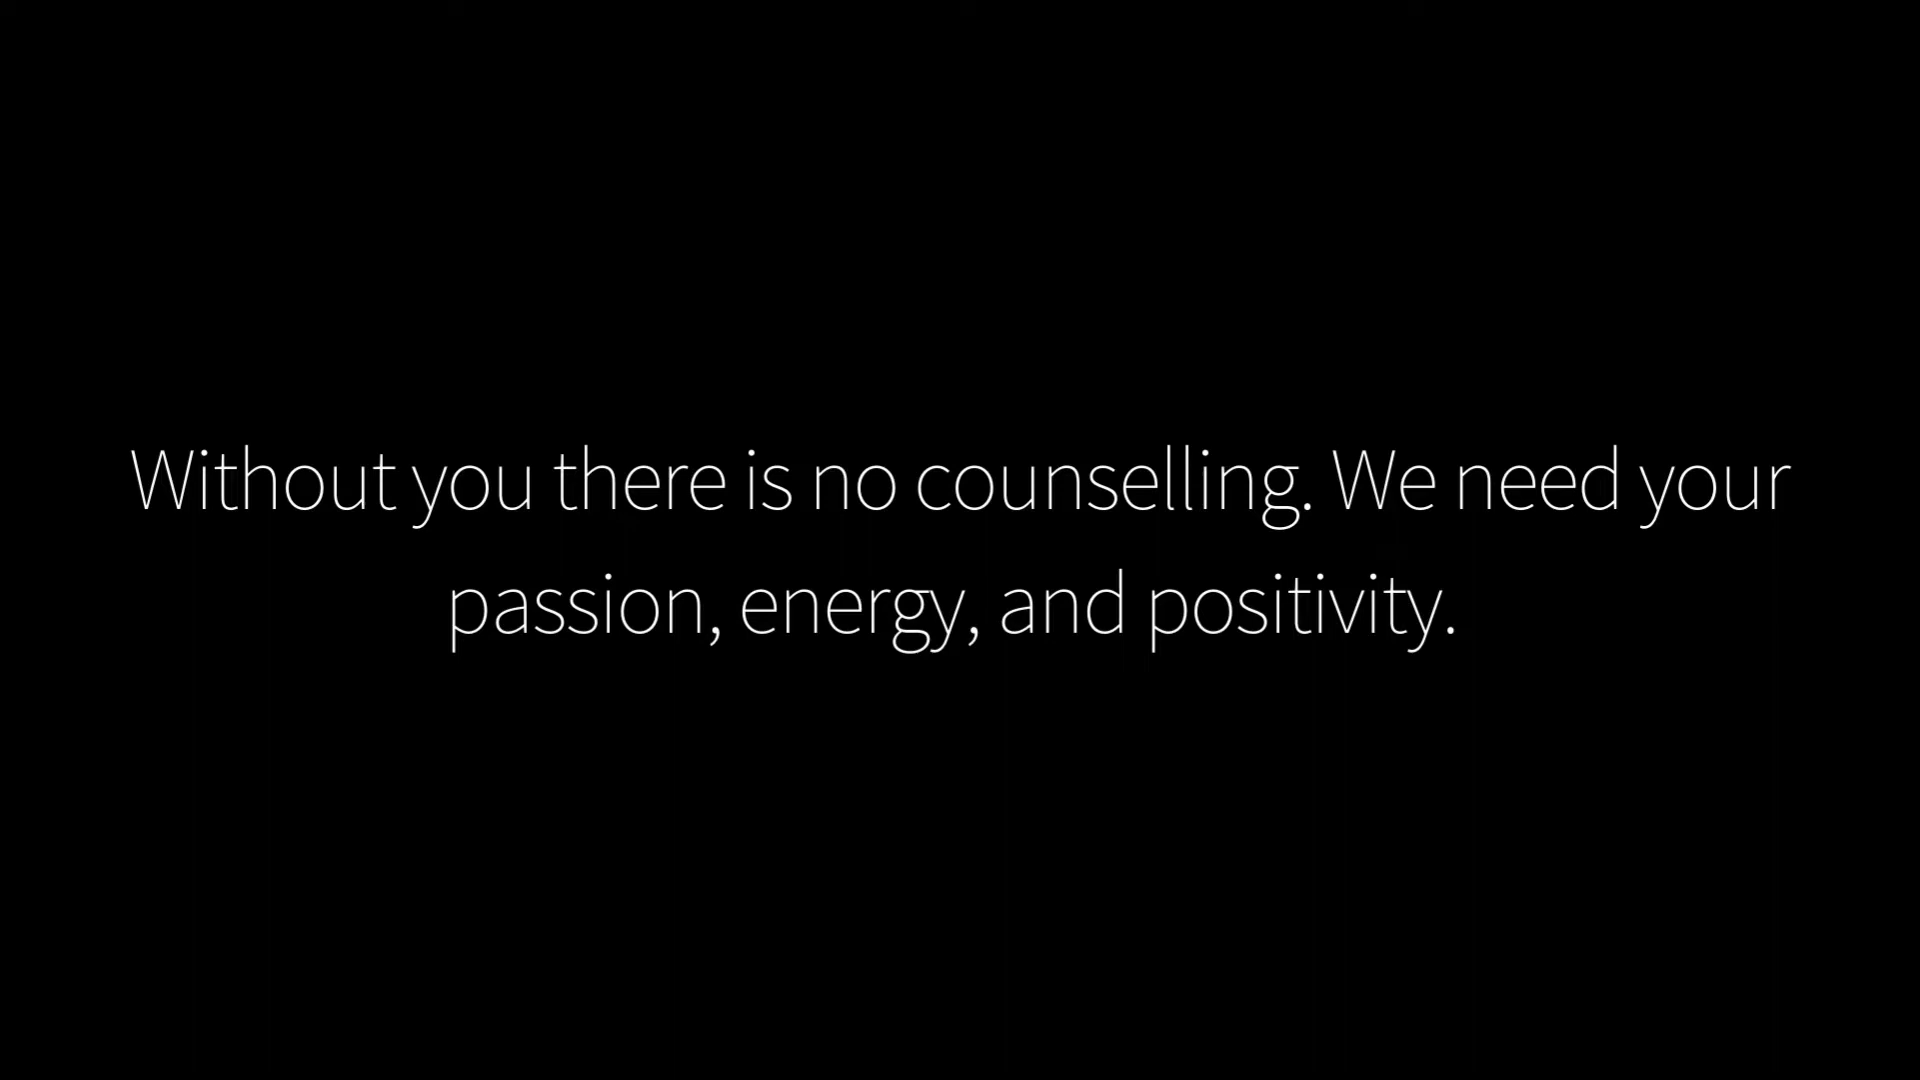 Without you there is no counselling. We need your
passion, energy, and positivity.